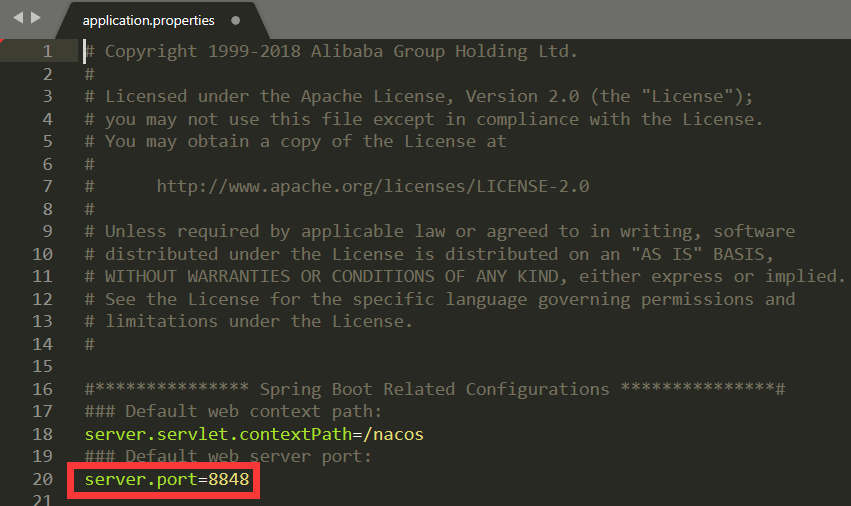 application.properties
1 # Copyright 1999-2018 Alibaba Group Holding Ltd.
2 #
3 # Licensed under the Apache License, Version 2.0 (the "License");
4 # you may not use this file except in compliance with the License.
5 # You may obtain a copy of the License at
6 #
7 #      http://www.apache.org/licenses/LICENSE-2.0
8 #
9 # Unless required by applicable law or agreed to in writing, software
10 # distributed under the License is distributed on an "AS IS" BASIS,
11 # WITHOUT WARRANTIES OR CONDITIONS OF ANY KIND, either express or implied.
12 # See the License for the specific language governing permissions and
13 # limitations under the License.
14 #
15
16 #*************** Spring Boot Related Configurations ***************#
17 ### Default web context path:
18 server.servlet.contextPath=/nacos
19 ### Default web server port:
20 server.port=8848
21